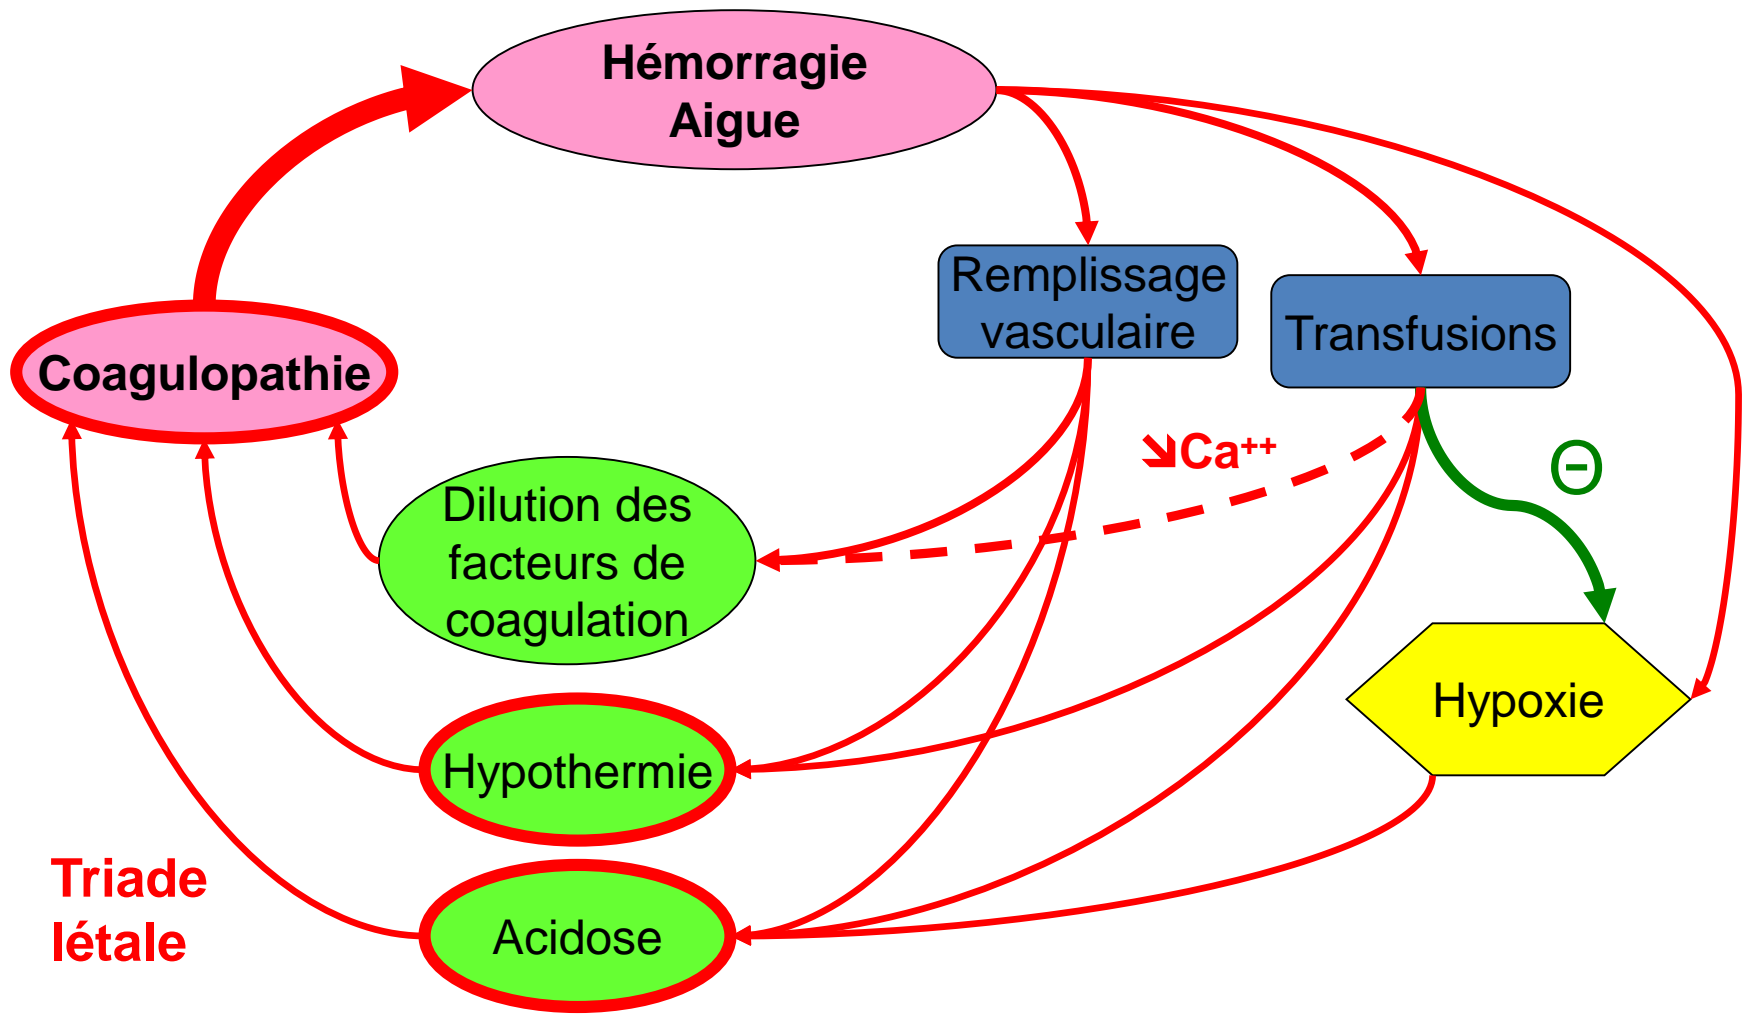 Hémorragie
Aigue
Remplissage
vasculaire
Transfusions
Coagulopathie
➘Ca⁺⁺
Θ
Dilution des
facteurs de
coagulation
Hypoxie
Hypothermie
Triade
létale
Acidose